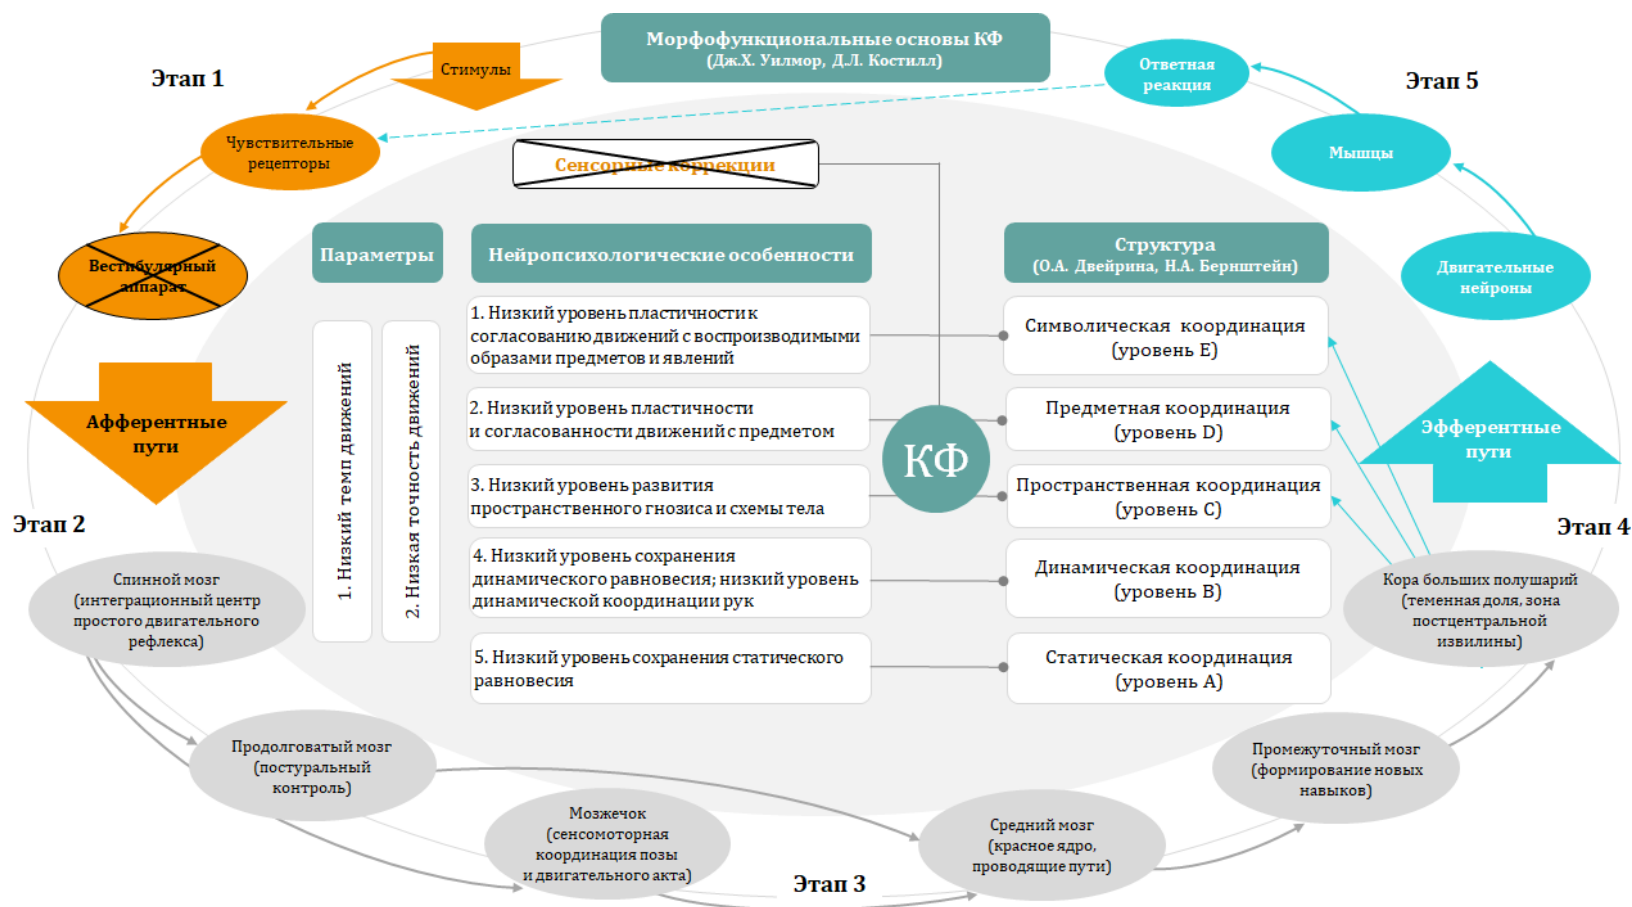 Морфофункциональные основы КФ
(Дж.Х. Уилмор, Д.Л. Костилл)
Этап 1
Стимулы
Чувствительные
рецепторы
Вестибулярный
аппарат
Афферентные
пути
Этап 2
Спинной мозг
(интеграционный центр
простого двигательного
рефлекса)
Продолговатый мозг
(постуральный
контроль)
Мозжечок
(сенсомоторная
координация позы
и двигательного акта)
Этап 3
Средний мозг
(красное ядро,
проводящие пути)
Промежуточный мозг
(формирование новых
навыков)
Кора больших полушарий
(теменная доля, зона
постцентральной
извилины)
Этап 4
Эфферентные
пути
Двигательные
нейроны
Мышцы
Этап 5
Ответная
реакция
Сенсорные коррекции
Параметры
1. Низкий темп движений
2. Низкая точность движений
Нейропсихологические особенности
1. Низкий уровень пластичности к
согласованию движений с воспроизводимыми
образами предметов и явлений
2. Низкий уровень пластичности
и согласованности движений с предметом
3. Низкий уровень развития
пространственного гнозиса и схемы тела
4. Низкий уровень сохранения
динамического равновесия; низкий уровень
динамической координации рук
5. Низкий уровень сохранения статического
равновесия
КФ
Структура
(О.А. Двейрина, Н.А. Бернштейн)
Символическая координация
(уровень E)
Предметная координация
(уровень D)
Пространственная координация
(уровень C)
Динамическая координация
(уровень B)
Статическая координация
(уровень A)